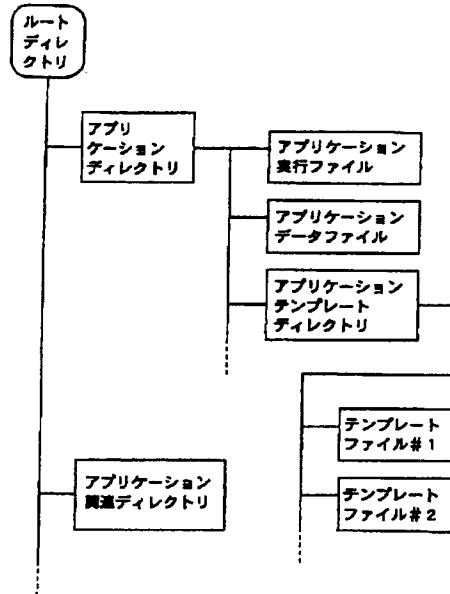 ルート
ディレ
クトリ
アプリ
ケーション
ディレクトリ
アプリケーション
実行ファイル
アプリケーション
データファイル
アプリケーション
テンプレート
ディレクトリ
テンプレート
ファイル#1
アプリケーション
関連ディレクトリ
テンプレート
ファイル#2